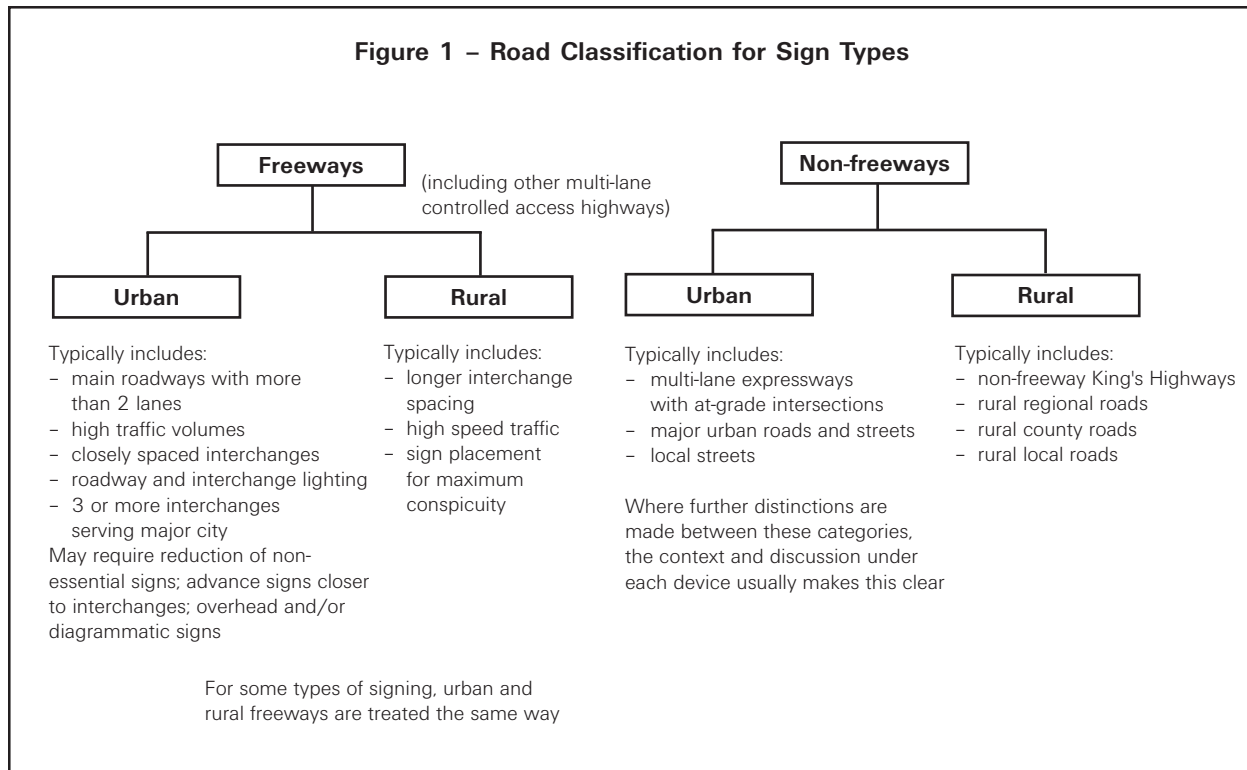 Figure 1 – Road Classification for Sign Types
Freeways
(including other multi-lane
controlled access highways)
Urban
Typically includes:
– main roadways with more
than 2 lanes
– high traffic volumes
– closely spaced interchanges
– roadway and interchange lighting
– 3 or more interchanges
serving major city
May require reduction of non-
essential signs; advance signs closer
to interchanges; overhead and/or
diagrammatic signs
Rural
Typically includes:
– longer interchange
spacing
– high speed traffic
– sign placement
for maximum
conspicuity
For some types of signing, urban and
rural freeways are treated the same way
Non-freeways
Urban
Typically includes:
– multi-lane expressways
with at-grade intersections
– major urban roads and streets
– local streets
Where further distinctions are
made between these categories,
the context and discussion under
each device usually makes this clear
Rural
Typically includes:
– non-freeway King's Highways
– rural regional roads
– rural county roads
– rural local roads